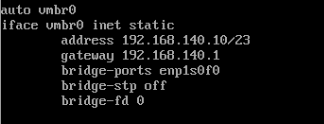 auto vmbr0
iface vmbr0 inet static
address 192.168.140.10/23
gateway 192.168.140.1
bridge-ports enp1s0f0
bridge-stp off
bridge-fd 0